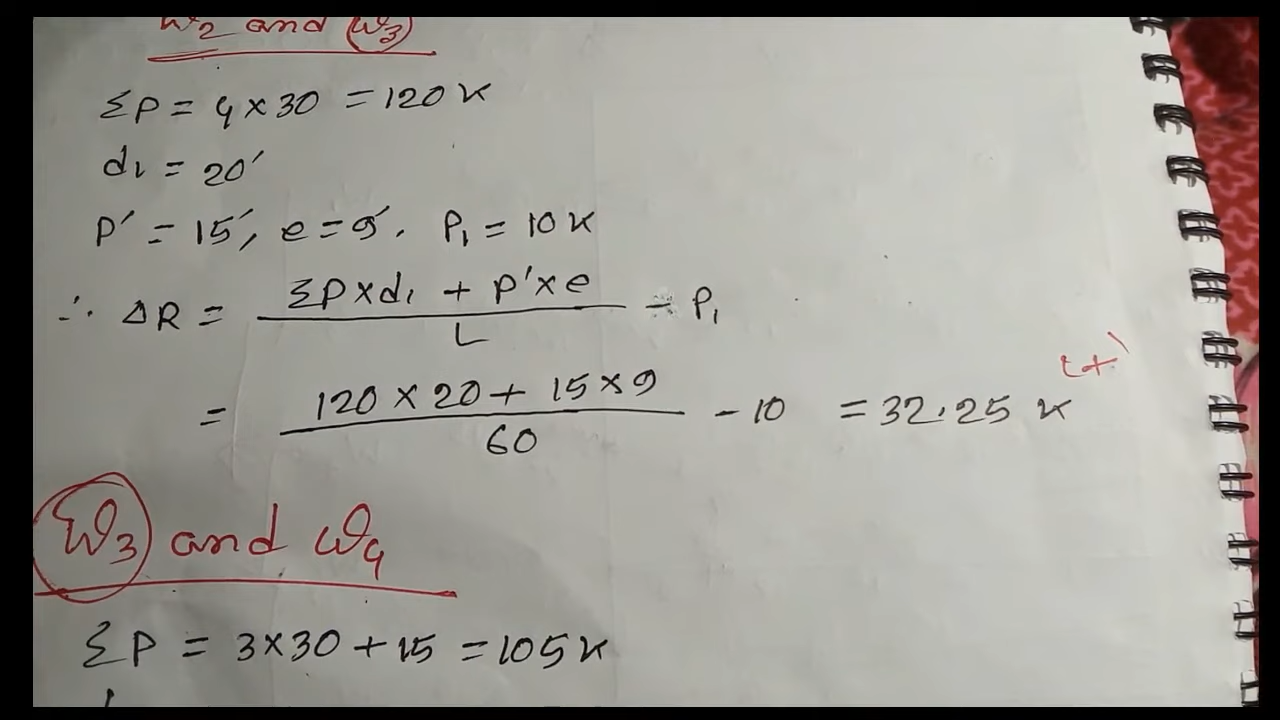 W2 and W3
ΣP = 4×30 = 120 K
d1 = 20'
P' = 15', e = 9'. P1 = 10 K
∴ ΔR = (ΣP×d1 + P'×e)/L - P1
= (120×20 + 15×9)/60 - 10 = 32.25 K (+)
W3 and W4
ΣP = 3×30 + 15 = 105 K